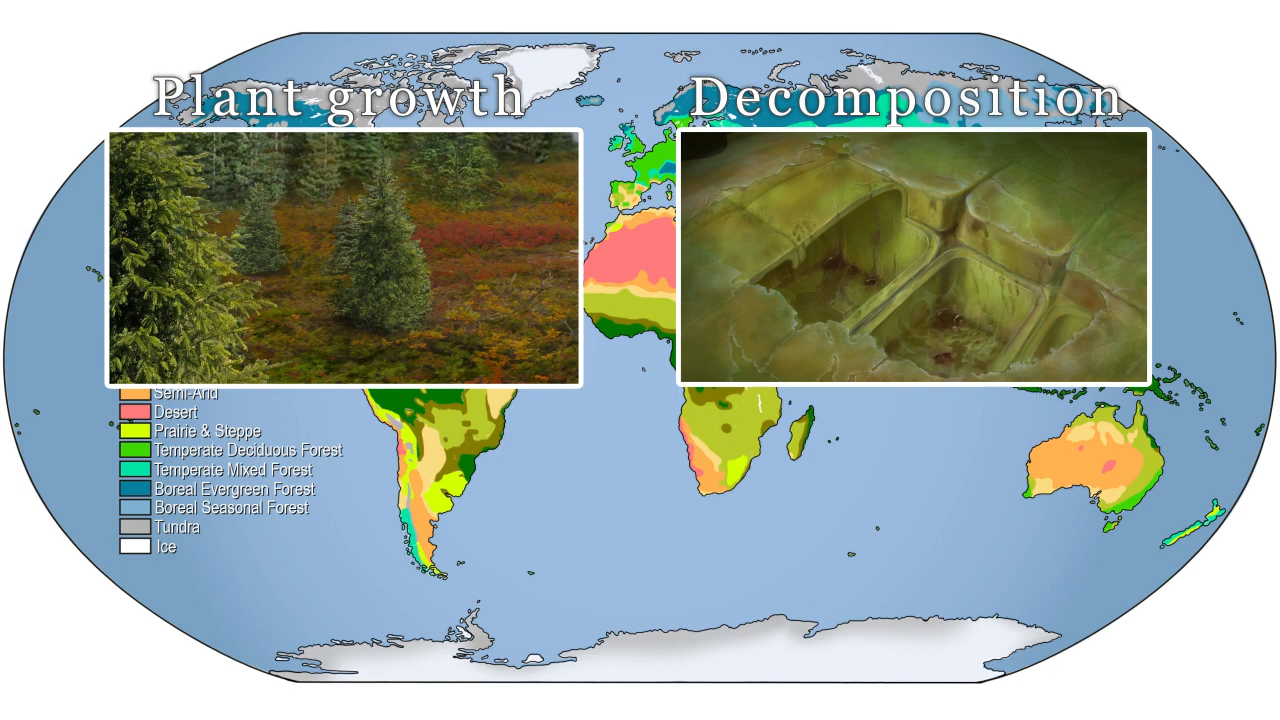 Plant growth
Decomposition
Semi-Arid
Desert
Prairie & Steppe
Temperate Deciduous Forest
Temperate Mixed Forest
Boreal Evergreen Forest
Boreal Seasonal Forest
Tundra
Ice